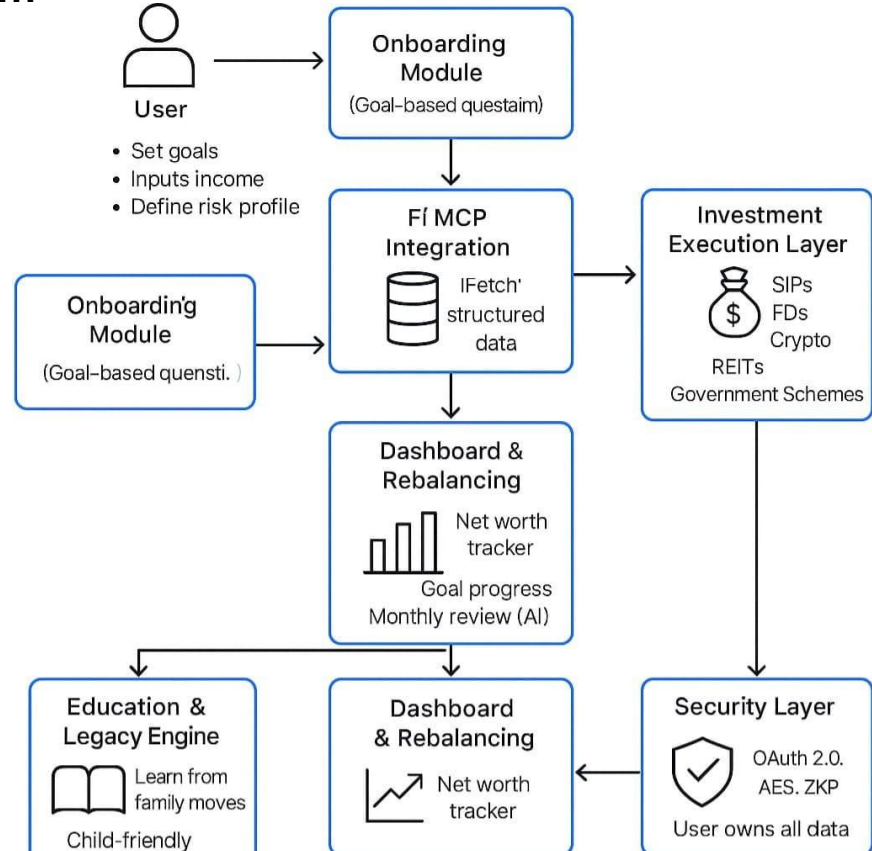 User
• Set goals
• Inputs income
• Define risk profile
Onboarding
Module
(Goal-based questaim)
Fí MCP
Integration
IFetch'
structured
data
Investment
Execution Layer
$
SIPs
FDs
Crypto
REITs
Government Schemes
Onboardin'g
Module
(Goal-based quensti. )
Dashboard &
Rebalancing
Net worth
tracker
Goal progress
Monthly review (AI)
Education &
Legacy Engine
Learn from
family moves
Child-friendly
Dashboard
& Rebalancing
Net worth
tracker
Security Layer
OAuth 2.0.
AES. ZKP
User owns all data